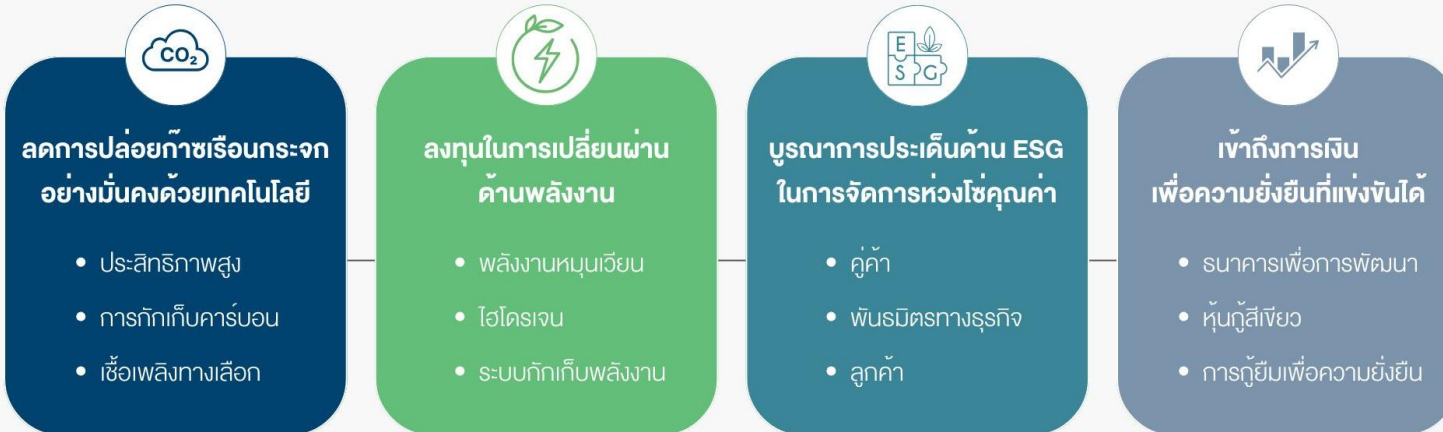 CO₂
ลดการปล่อยก๊าซเรือนกระจก
อย่างมั่นคงด้วยเทคโนโลยี
• ประสิทธิภาพสูง
• การกักเก็บคาร์บอน
• เชื้อเพลิงทางเลือก
ลงทุนในการเปลี่ยนผ่าน
ด้านพลังงาน
• พลังงานหมุนเวียน
• ไฮโดรเจน
• ระบบกักเก็บพลังงาน
E
S G
บูรณาการประเด็นด้าน ESG
ในการจัดการห่วงโซ่คุณค่า
• คู่ค้า
• พันธมิตรทางธุรกิจ
• ลูกค้า
เข้าถึงการเงิน
เพื่อความยั่งยืนที่แข่งขันได้
• ธนาคารเพื่อการพัฒนา
• หุ้นกู้สีเขียว
• การกู้ยืมเพื่อความยั่งยืน